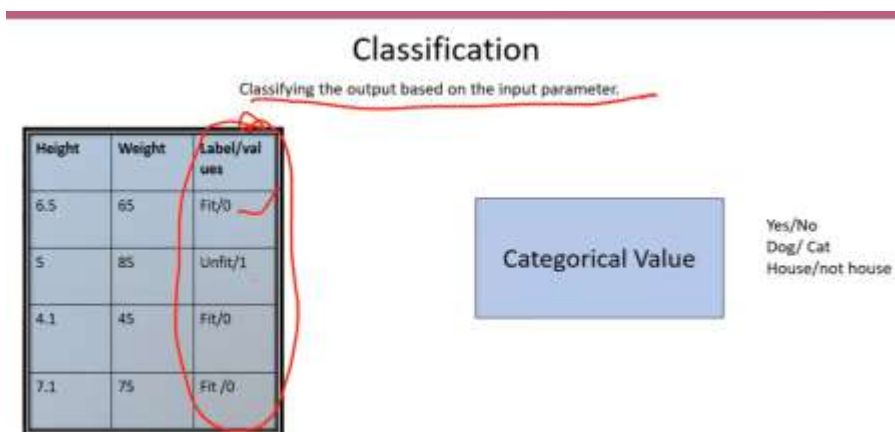 Classification
Classifying the output based on the input parameter.
Height Weight Label/val
ues
6.5 65 Fit/0
5 85 Unfit/1
4.1 45 Fit/0
7.1 75 Fit /0
Categorical Value
Yes/No
Dog/ Cat
House/not house